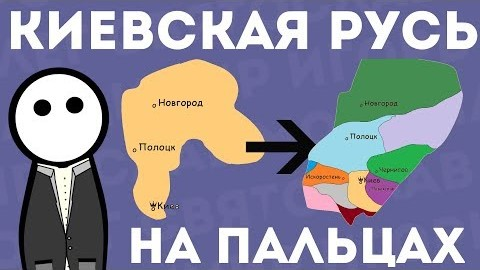 КИЕВСКАЯ РУСЬ
Новгород
Полоцк
Киев
Новгород
Полоцк
Чернигов
Искоростень
Киев
НА ПАЛЬЦАХ